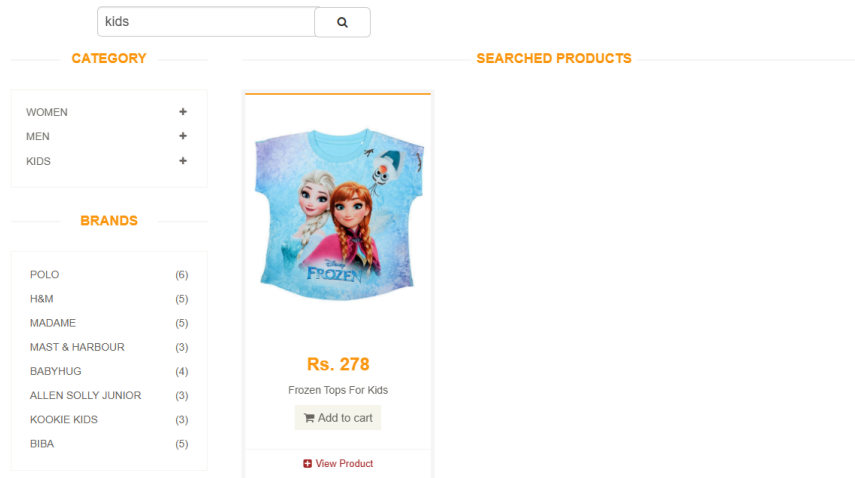 kids
CATEGORY
SEARCHED PRODUCTS
WOMEN
MEN
KIDS
BRANDS
POLO (6)
H&M (5)
MADAME (5)
MAST & HARBOUR (3)
BABYHUG (4)
ALLEN SOLLY JUNIOR (3)
KOOKIE KIDS (3)
BIBA (5)
Disney
FROZEN
Rs. 278
Frozen Tops For Kids
Add to cart
View Product